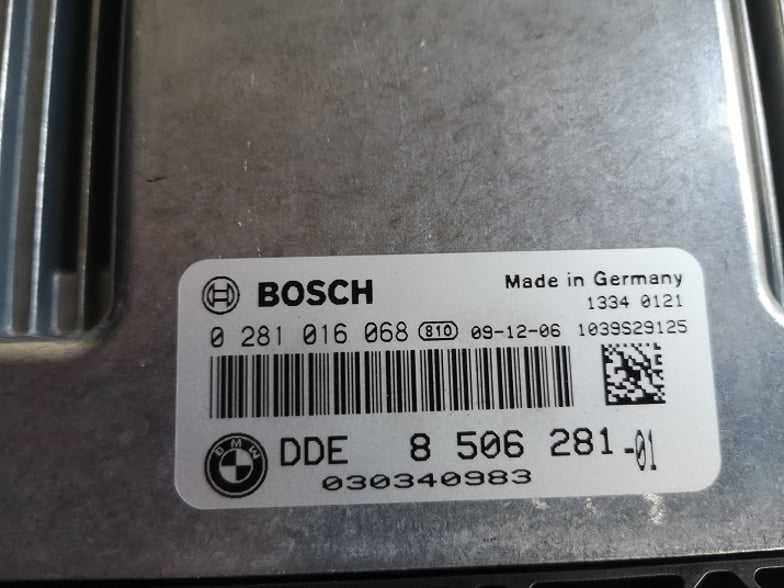 BOSCH
Made in Germany
1334 0121
0 281 016 068 810 09-12-06 1039S29125
BMW
DDE 8 506 281-01
030340983